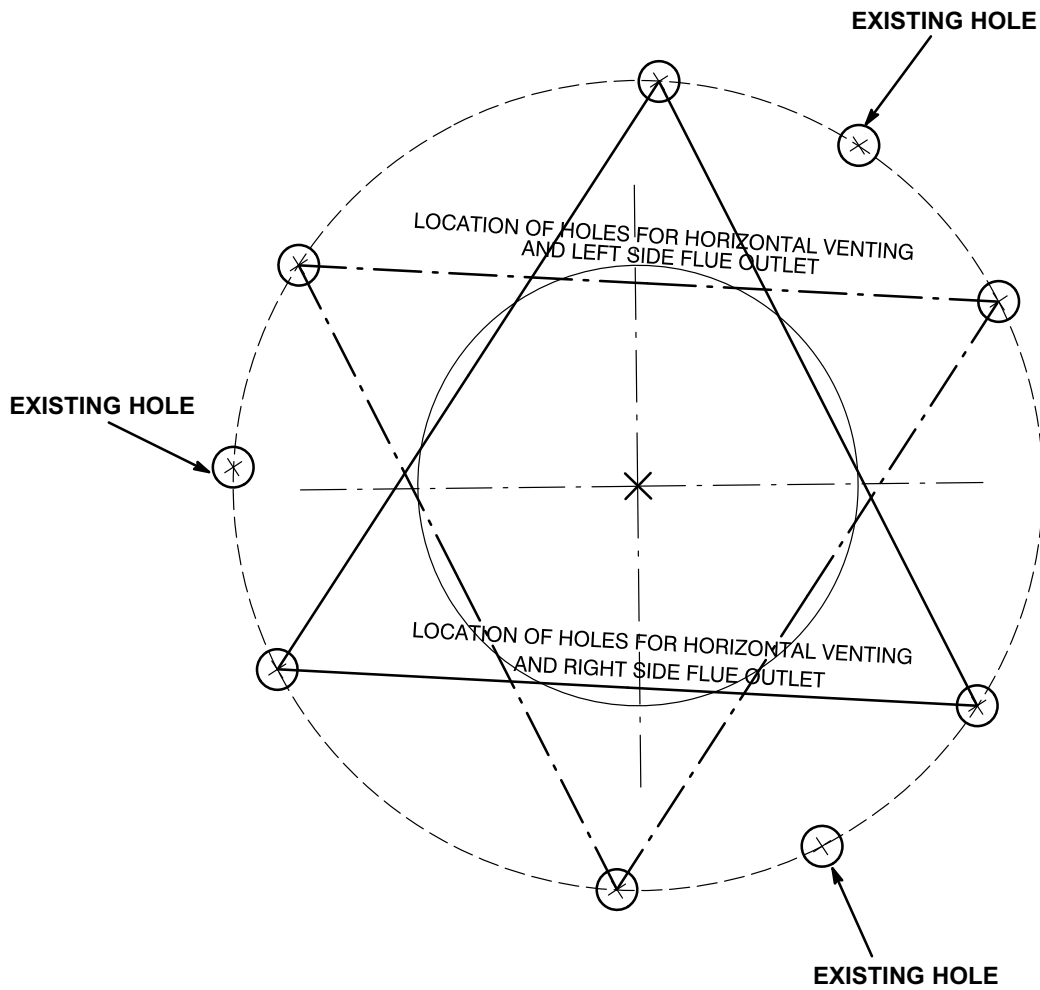 EXISTING HOLE
LOCATION OF HOLES FOR HORIZONTAL VENTING
AND LEFT SIDE FLUE OUTLET
EXISTING HOLE
LOCATION OF HOLES FOR HORIZONTAL VENTING
AND RIGHT SIDE FLUE OUTLET
EXISTING HOLE